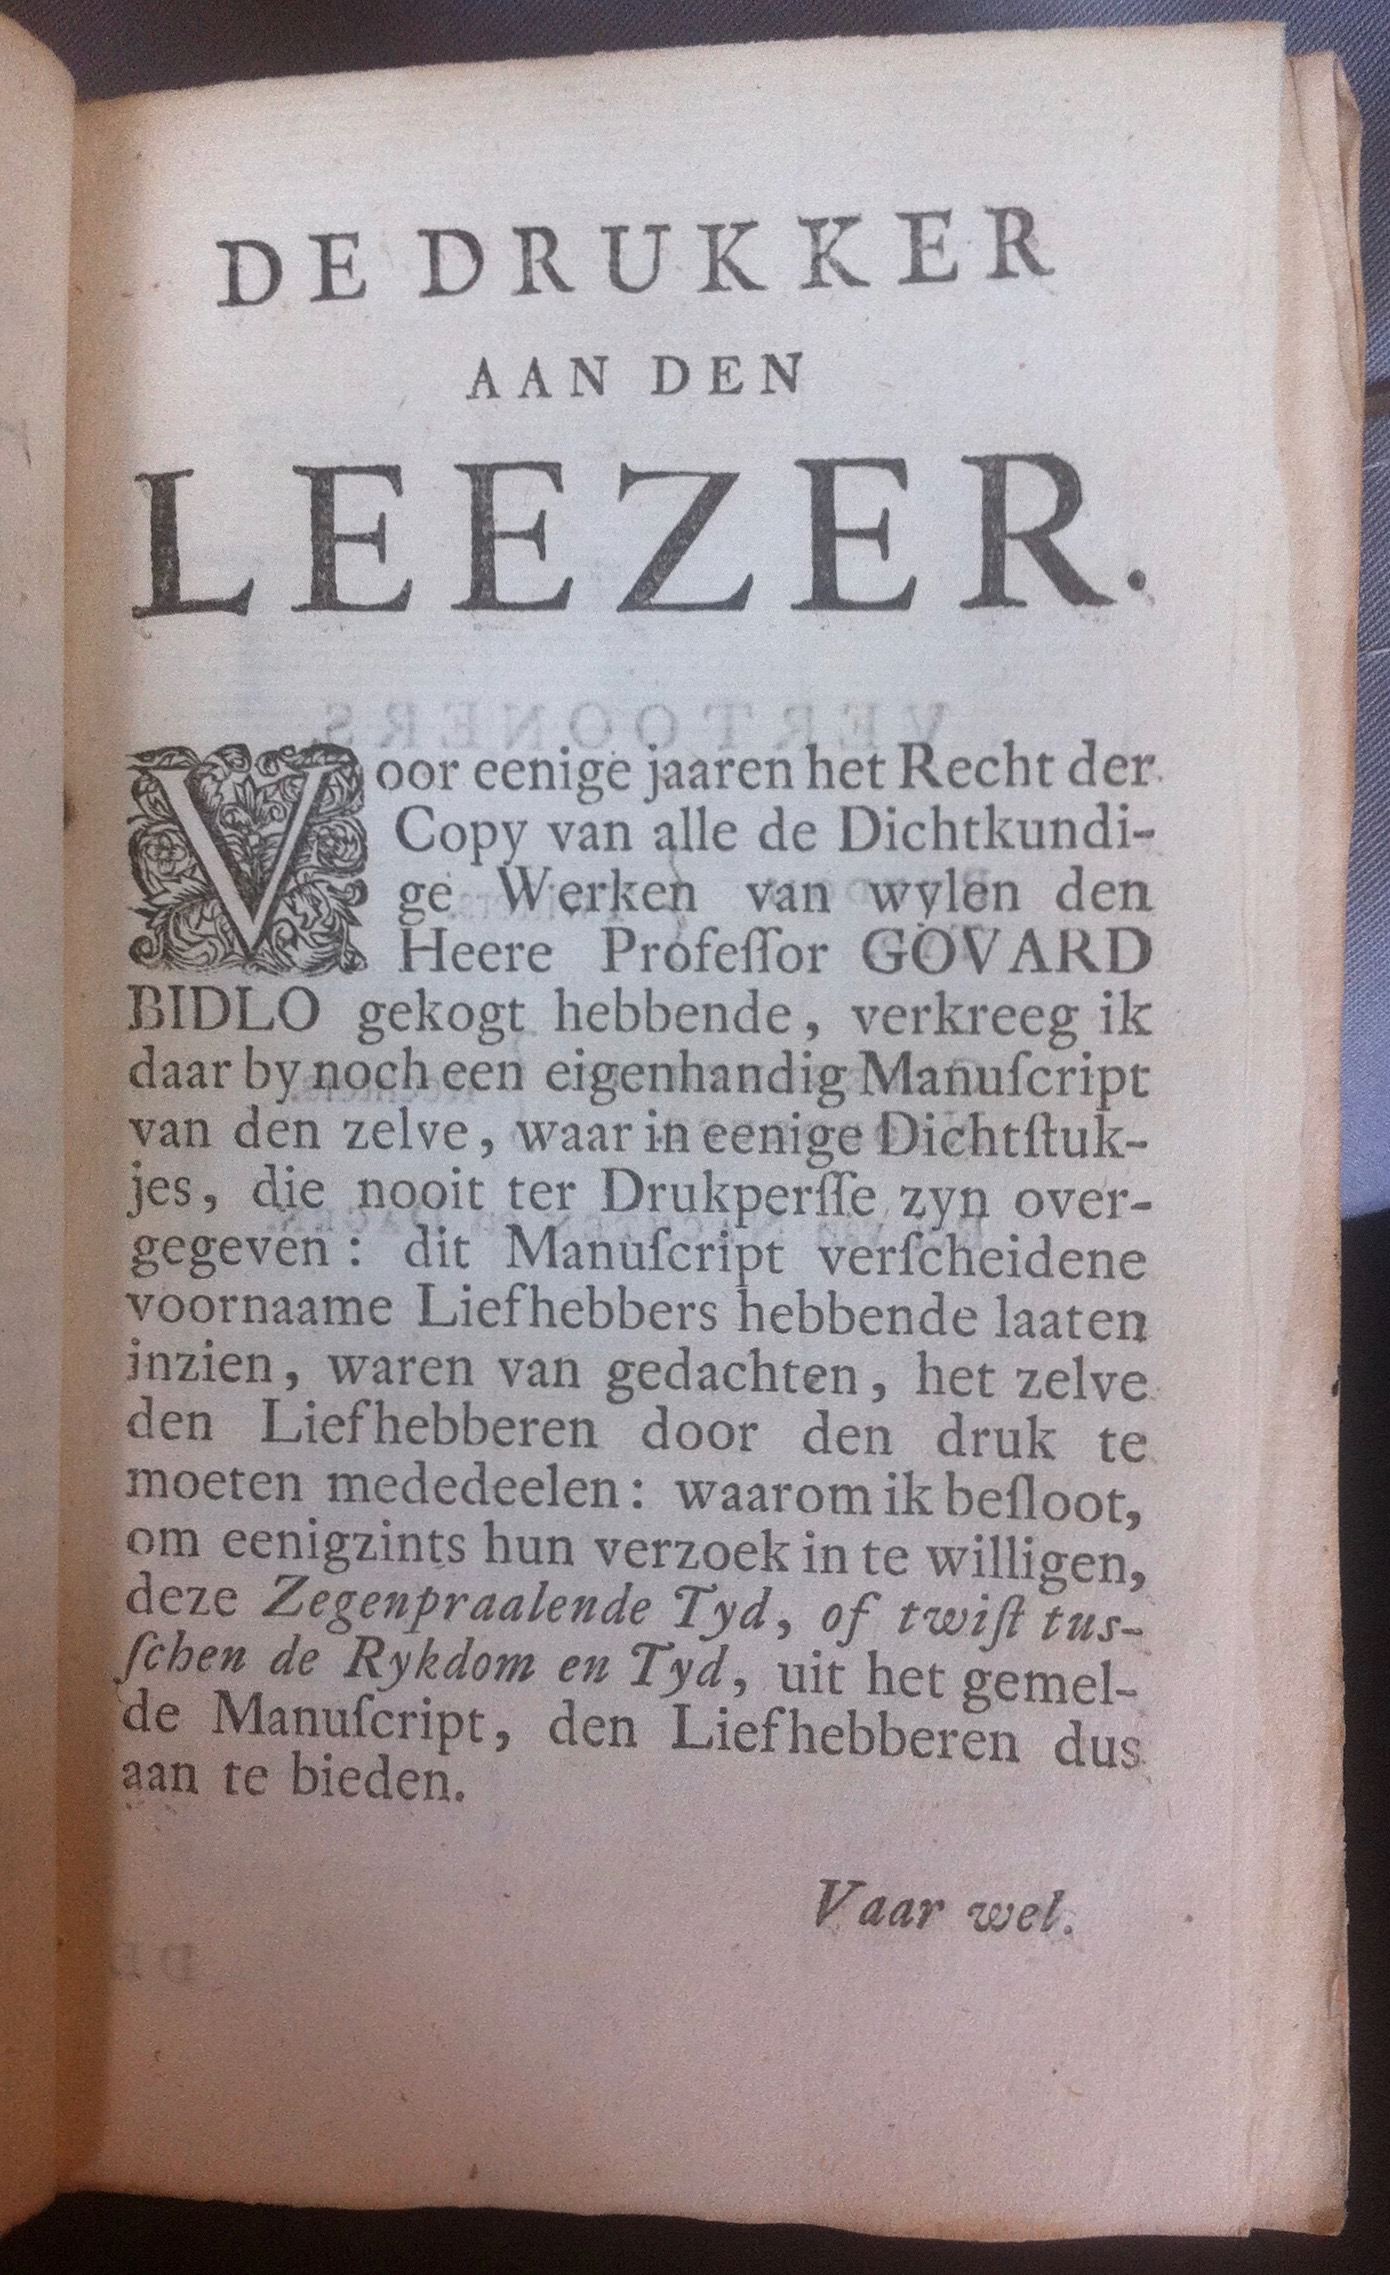 DE DRUKKER
AAN DEN
LEEZER.
VERTOONERS
Voor eenige jaaren het Recht der
Copy van alle de Dichtkundi-
ge Werken van wylen den
Heere Profeſſor GOVARD
BIDLO gekogt hebbende, verkreeg ik
daar by noch een eigenhandig Manuſcript
van den zelve, waar in eenige Dichtſtuk-
jes, die nooit ter Drukperſſe zyn over-
gegeven: dit Manuſcript verſcheidene
voornaame Liefhebbers hebbende laaten
inzien, waren van gedachten, het zelve
den Liefhebberen door den druk te
moeten mededeelen: waarom ik beſloot,
om eenigzints hun verzoek in te willigen,
deze Zegenpraalende Tyd, of twiſt tus-
ſchen de Rykdom en Tyd, uit het gemel-
de Manuſcript, den Liefhebberen dus
aan te bieden.
Vaar wel.